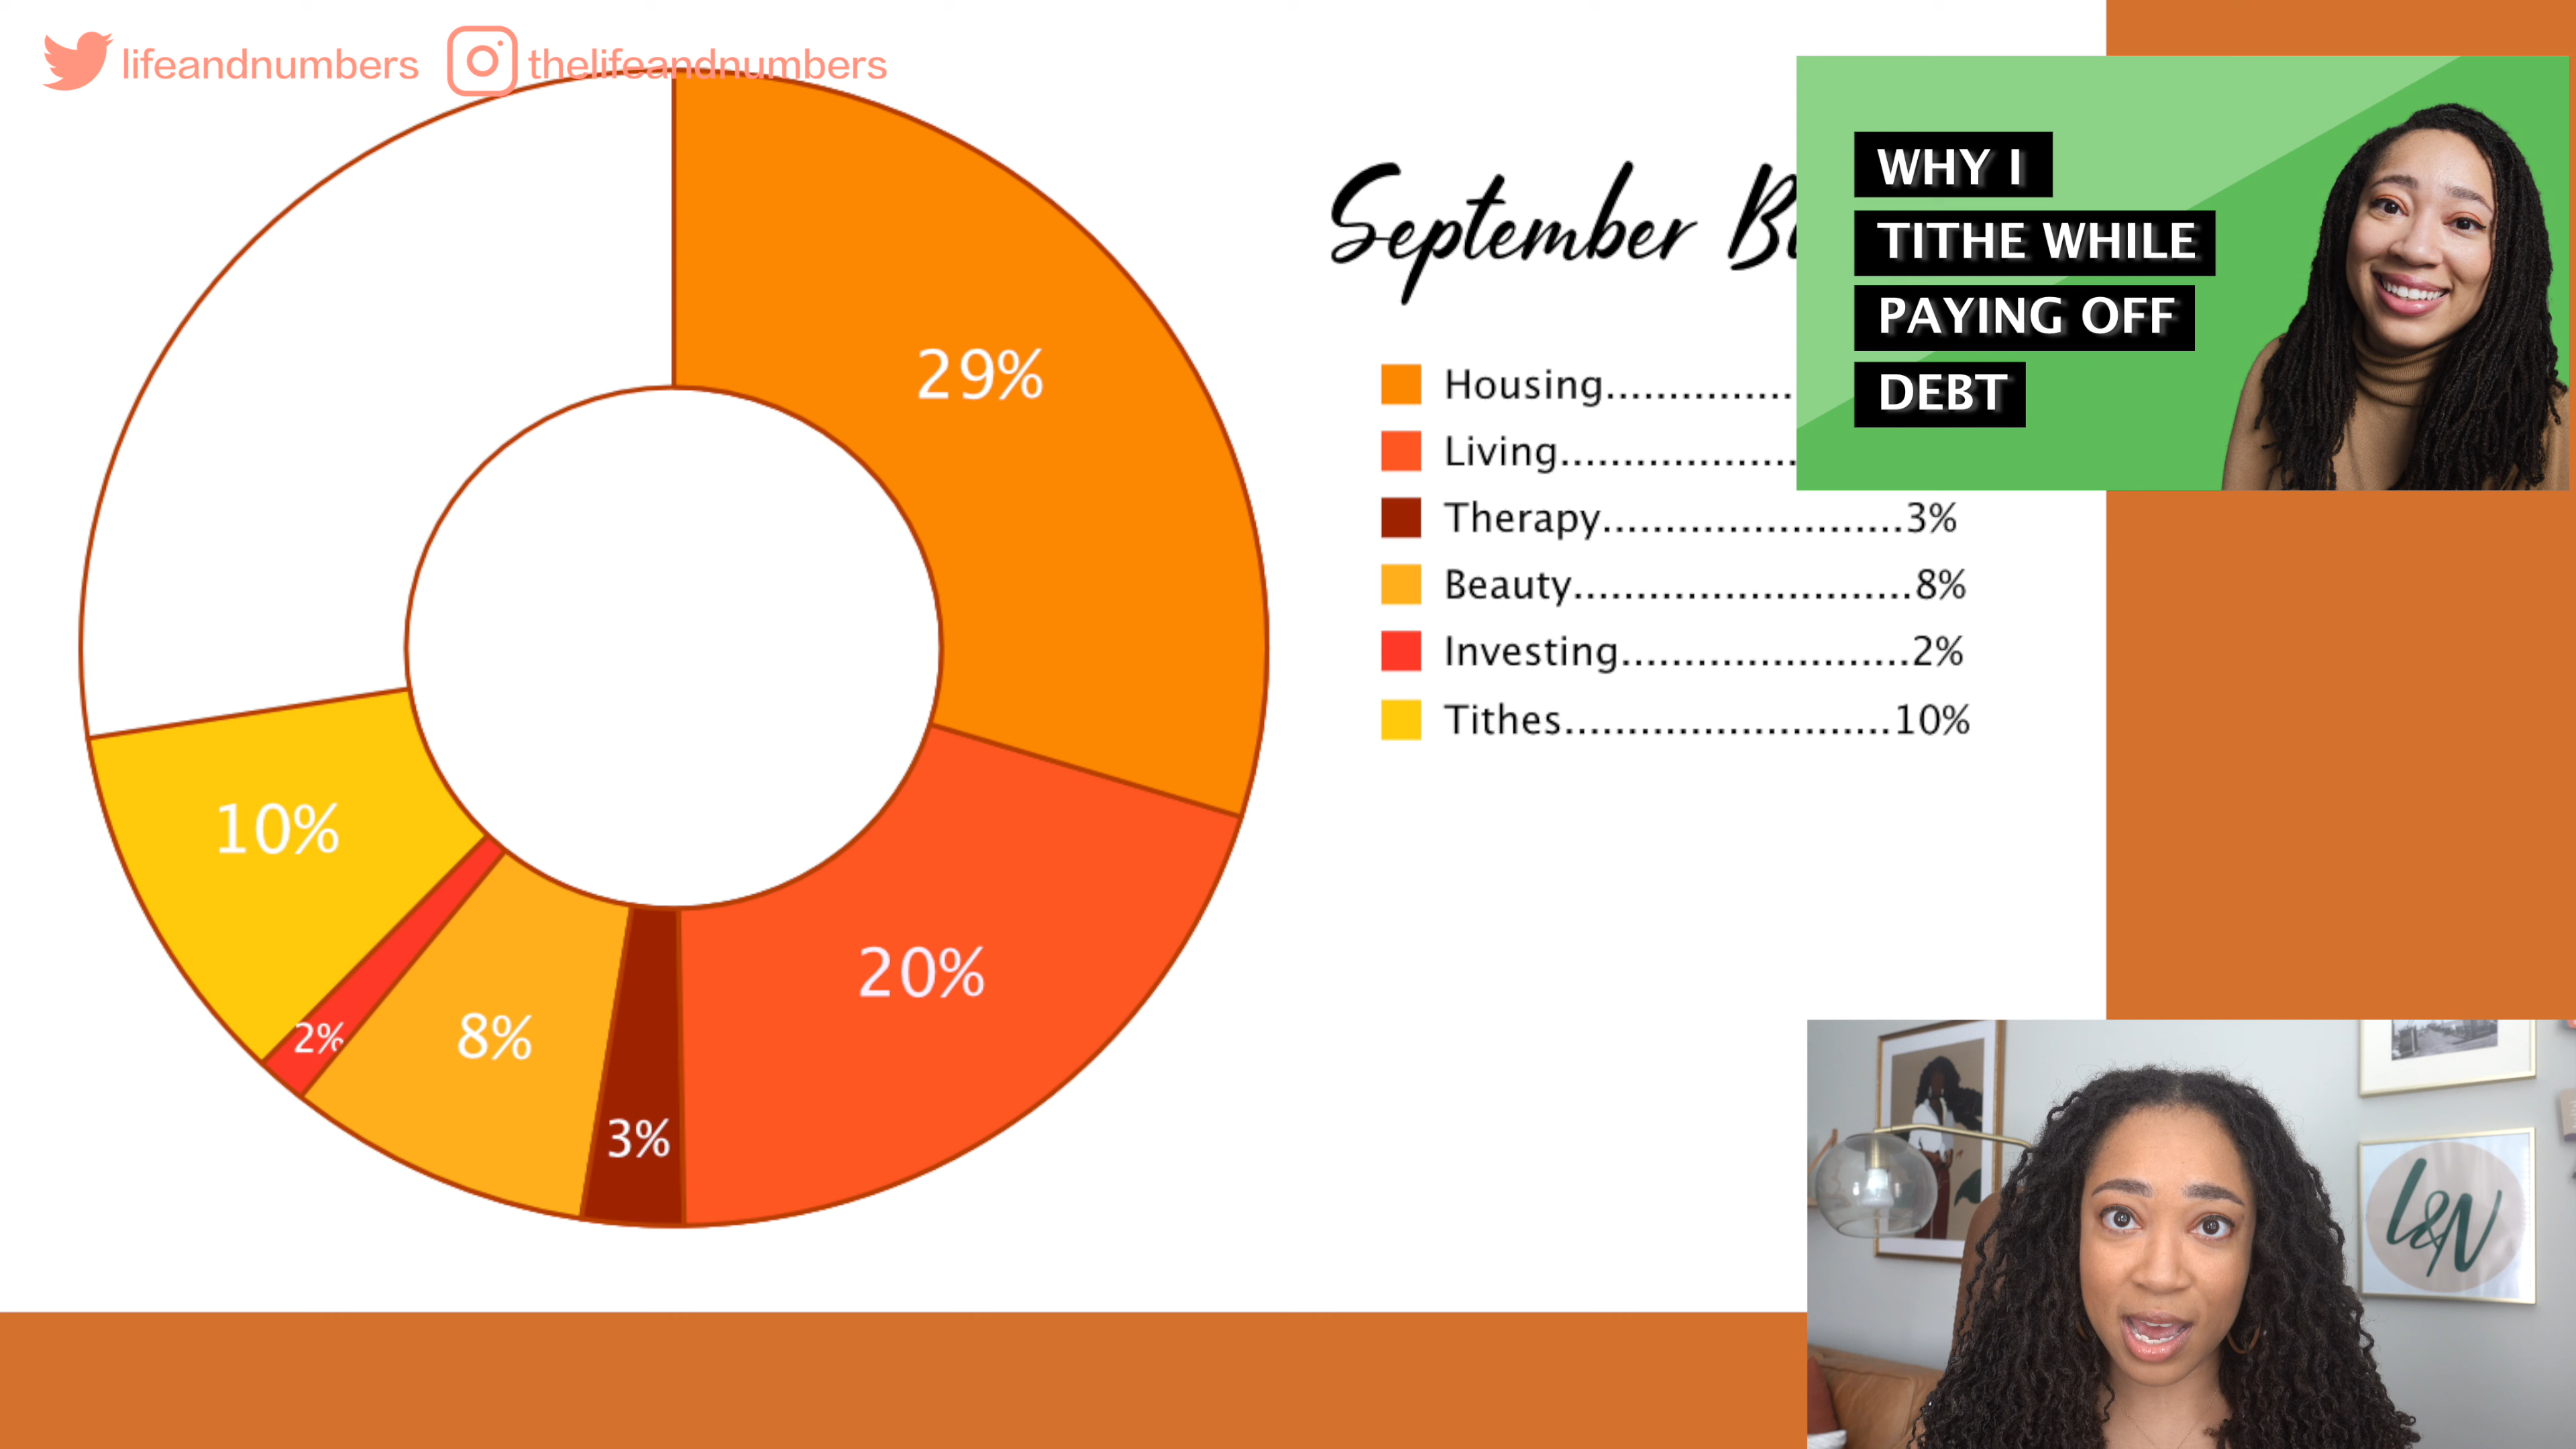 lifeandnumbers
thelifeandnumbers
September
Housing...............
Living...................
Therapy........................3%
Beauty...........................8%
Investing.......................2%
Tithes..........................10%
29%
20%
3%
8%
2%
10%
WHY I
TITHE WHILE
PAYING OFF
DEBT
L&N